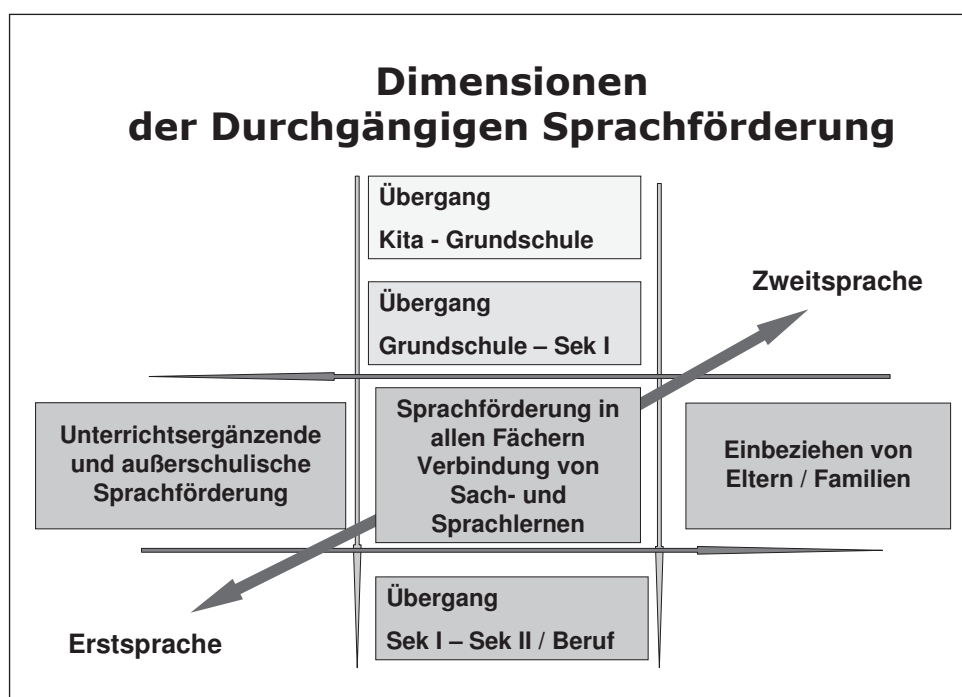 Dimensionen
der Durchgängigen Sprachförderung
Übergang
Kita - Grundschule
Zweitsprache
Übergang
Grundschule – Sek I
Unterrichtsergänzende
und außerschulische
Sprachförderung
Sprachförderung in
allen Fächern
Verbindung von
Sach- und
Sprachlernen
Einbeziehen von
Eltern / Familien
Erstsprache
Übergang
Sek I – Sek II / Beruf